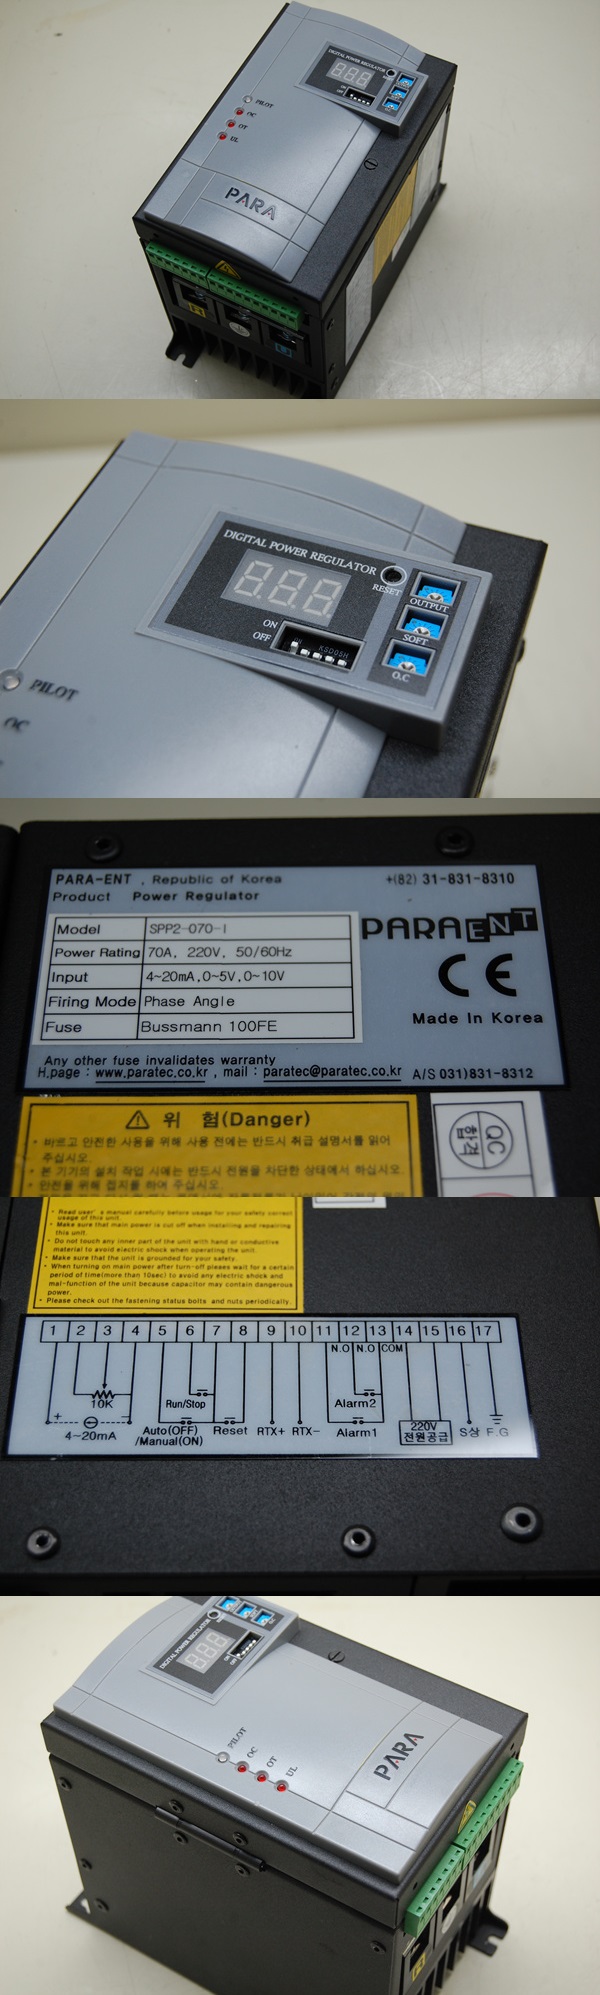 DIGITAL POWER REGULATOR
RESET
ON
OFF
PILOT
OC
OT
UL
PARA
DIGITAL POWER REGULATOR
RESET
OUTPUT
SOFT
O.C
ON
OFF
ON KSD05H
PILOT
OC
PARA-ENT , Republic of Korea +(82) 31-831-8310
Product Power Regulator
PARAENT
Model SPP2-070-I
Power Rating 70A, 220V, 50/60Hz
Input 4~20mA,0~5V,0~10V
Firing Mode Phase Angle
Fuse Bussmann 100FE
CE
Made In Korea
Any other fuse invalidates warranty
H.page : www.paratec.co.kr , mail : paratec@paratec.co.kr A/S 031)831-8312
위 험(Danger)
• 바르고 안전한 사용을 위해 사용 전에는 반드시 취급 설명서를 읽어
주십시오.
• 본 기기의 설치 작업 시에는 반드시 전원을 차단한 상태에서 하십시오.
• 안전을 위해 접지를 하여 주십시오.
QC
합격
• Read user's manual carefully before usage for your safety correct
usage of this unit.
• Make sure that main power is cut off when installing and repairing
this unit.
• Do not touch any inner part of the unit with hand or conductive
material to avoid electric shock when operating the unit.
• Make sure that the unit is grounded for your safety.
• When turning on main power after turn-off pleses wait for a certain
period of time(more than 10sec) to avoid any electric shock and
mal-function of the unit because capacitor may contain dangerous
power.
• Please check out the fastening status bolts and nuts periodically.
1 2 3 4 5 6 7 8 9 10 11 12 13 14 15 16 17
N.O N.O COM
10K
Run/Stop
Alarm2
+ −
4~20mA
Auto(OFF)
/Manual(ON)
Reset RTX+ RTX- Alarm1
220V
전원공급
S상 F.G
DIGITAL POWER REGULATOR
ON
OFF
PILOT
OC
OT
UL
PARA